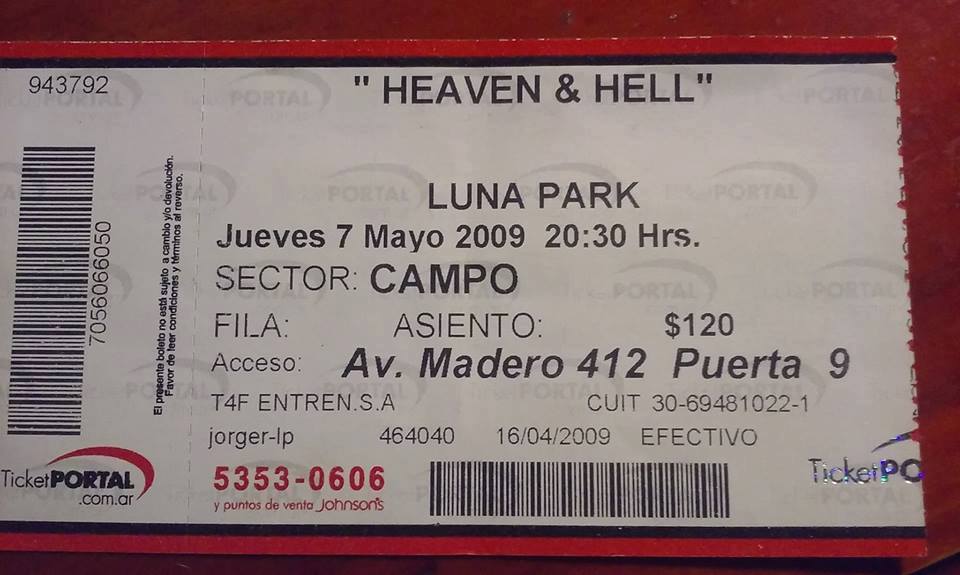 943792
" HEAVEN & HELL"
LUNA PARK
Jueves 7 Mayo 2009 20:30 Hrs.
SECTOR: CAMPO
FILA: ASIENTO: $120
Acceso: Av. Madero 412 Puerta 9
T4F ENTREN.S.A CUIT 30-69481022-1
jorger-lp 464040 16/04/2009 EFECTIVO
5353-0606
y puntos de venta Johnson's
7056066050
El presente boleto no está sujeto a cambio y/o devolución.
Favor de leer condiciones y términos al reverso.
TicketPORTAL
.com.ar
TicketPO